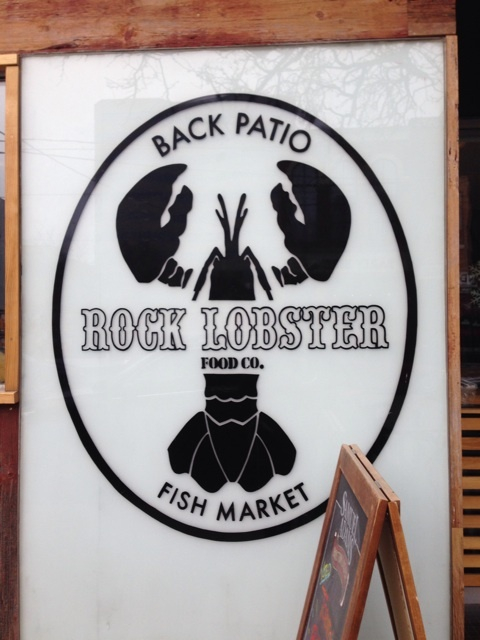 BACK PATIO
ROCK LOBSTER
FOOD CO.
FISH MARKET